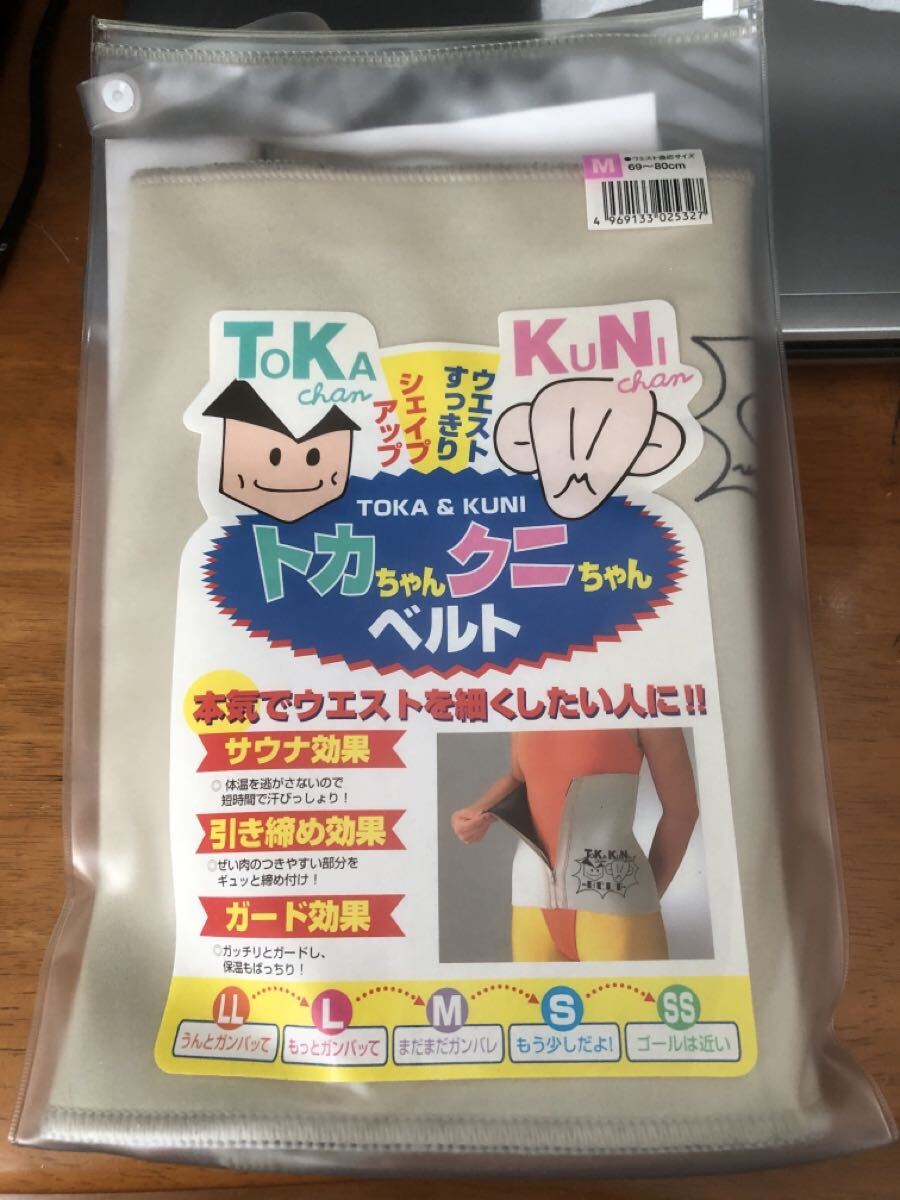 M
●ウエスト適応サイズ
69〜80cm
4 969133 025327
TOKA
chan
KUNI
chan
ウエスト
すっきり
シェイプ
アップ
TOKA & KUNI
トカちゃんクニちゃん
ベルト
本気でウエストを細くしたい人に!!
サウナ効果
◎体温を逃がさないので
短時間で汗びっしょり！
引き締め効果
◎ぜい肉のつきやすい部分を
ギュッと締め付け！
ガード効果
◎ガッチリとガードし、
保温もばっちり！
TOKA KUNI
BELT
LL
うんとガンバッて
L
もっとガンバッて
M
まだまだガンバレ
S
もう少しだよ!
SS
ゴールは近い